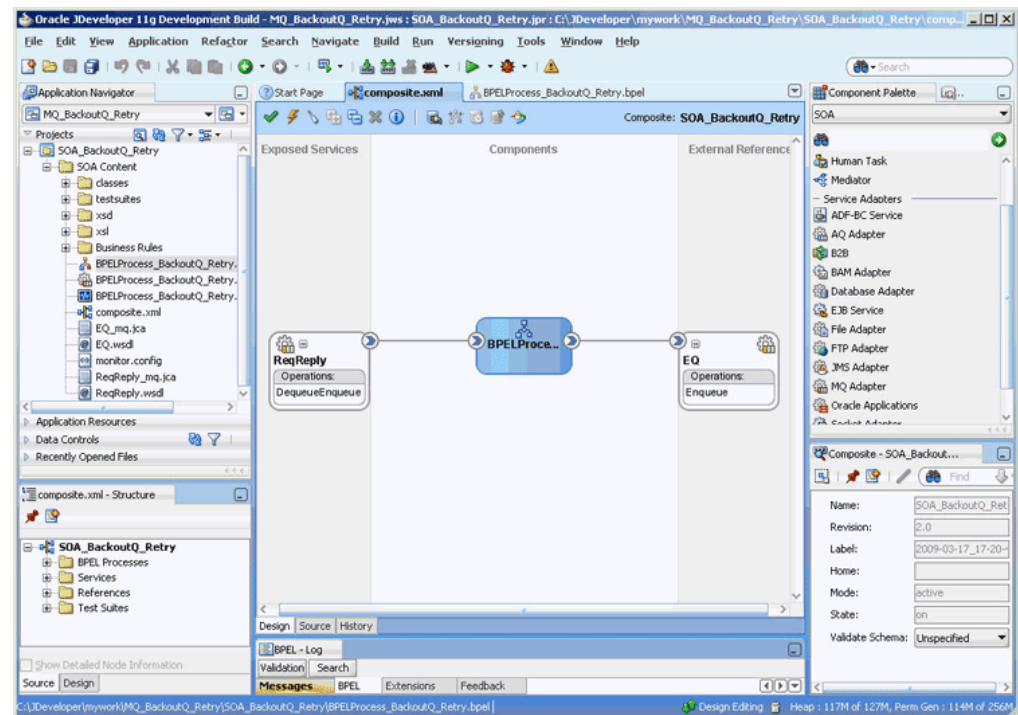 Oracle JDeveloper 11g Development Build - MQ_BackoutQ_Retry.jws : SOA_BackoutQ_Retry.jpr : C:\JDeveloper\mywork\MQ_BackoutQ_Retry\SOA_BackoutQ_Retry\comp...
File Edit View Application Refactor Search Navigate Build Run Versioning Tools Window Help
Search
Application Navigator
MQ_BackoutQ_Retry
Projects
SOA_BackoutQ_Retry
SOA Content
classes
testsuites
xsd
xsl
Business Rules
BPELProcess_BackoutQ_Retry.
BPELProcess_BackoutQ_Retry.
BPELProcess_BackoutQ_Retry.
composite.xml
EQ_mq.jca
EQ.wsdl
monitor.config
ReqReply_mq.jca
ReqReply.wsdl
Application Resources
Data Controls
Recently Opened Files
composite.xml - Structure
SOA_BackoutQ_Retry
BPEL Processes
Services
References
Test Suites
Show Detailed Node Information
Source Design
Start Page composite.xml BPELProcess_BackoutQ_Retry.bpel
Composite: SOA_BackoutQ_Retry
Exposed Services Components External Reference
ReqReply
Operations:
DequeueEnqueue
BPELProce...
EQ
Operations:
Enqueue
Design Source History
BPEL - Log
Validation Search
Messages BPEL Extensions Feedback
Component Palette
SOA
Human Task
Mediator
Service Adapters
ADF-BC Service
AQ Adapter
B2B
BAM Adapter
Database Adapter
EJB Service
File Adapter
FTP Adapter
JMS Adapter
MQ Adapter
Oracle Applications
Socket Adapter
Composite - SOA_Backout...
Find
Name: SOA_BackoutQ_Ret
Revision: 2.0
Label: 2009-03-17_17-20-
Home:
Mode: active
State: on
Validate Schema: Unspecified
C:\JDeveloper\mywork\MQ_BackoutQ_Retry\SOA_BackoutQ_Retry\BPELProcess_BackoutQ_Retry.bpel
Design Editing Heap : 117M of 127M, Perm Gen : 114M of 256M